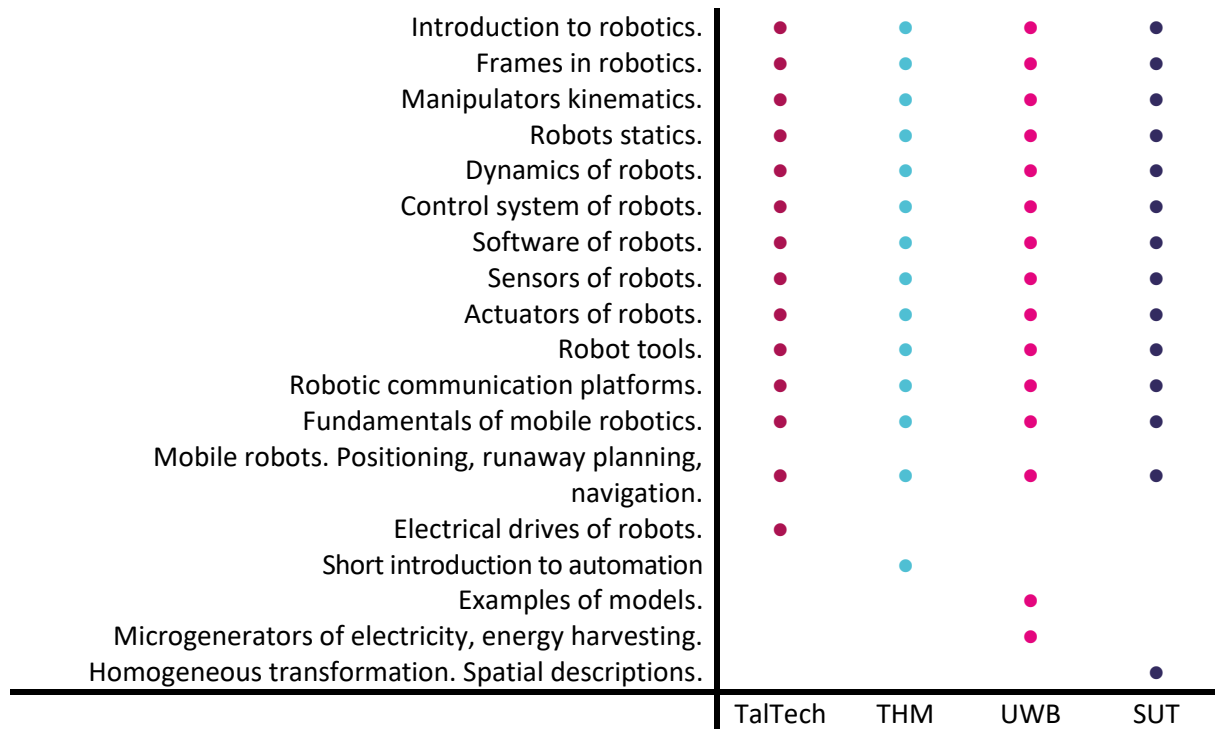 Introduction to robotics.
Frames in robotics.
Manipulators kinematics.
Robots statics.
Dynamics of robots.
Control system of robots.
Software of robots.
Sensors of robots.
Actuators of robots.
Robot tools.
Robotic communication platforms.
Fundamentals of mobile robotics.
Mobile robots. Positioning, runaway planning,
navigation.
Electrical drives of robots.
Short introduction to automation
Examples of models.
Microgenerators of electricity, energy harvesting.
Homogeneous transformation. Spatial descriptions.
TalTech THM UWB SUT